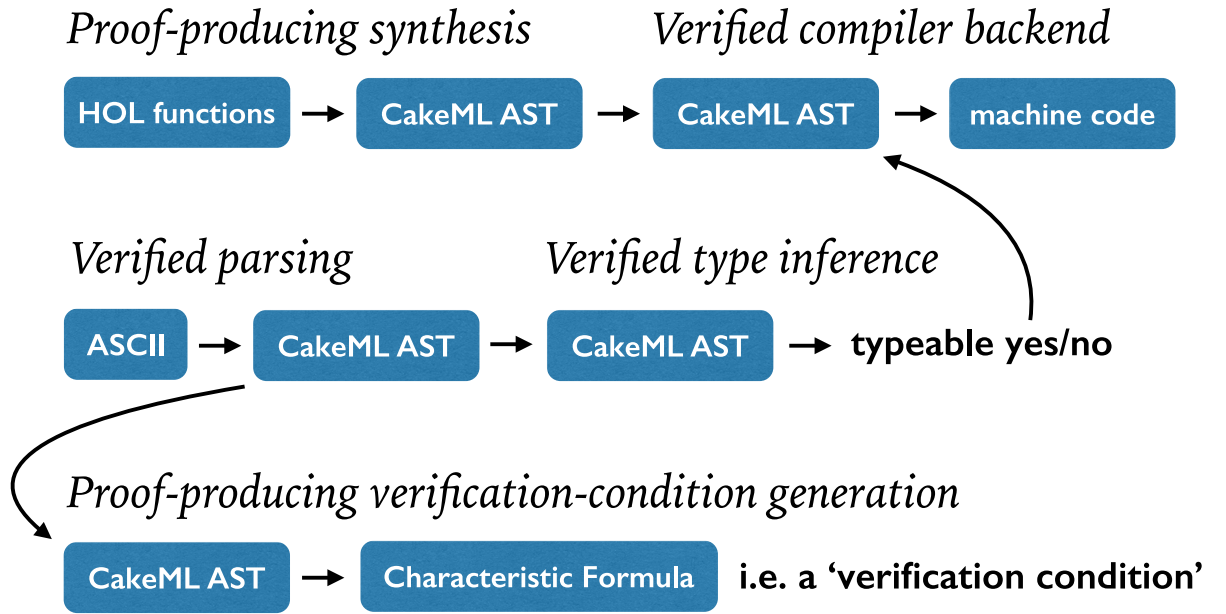 Proof-producing synthesis Verified compiler backend
HOL functions CakeML AST CakeML AST machine code
Verified parsing Verified type inference
ASCII CakeML AST CakeML AST typeable yes/no
Proof-producing verification-condition generation
CakeML AST Characteristic Formula i.e. a ‘verification condition’